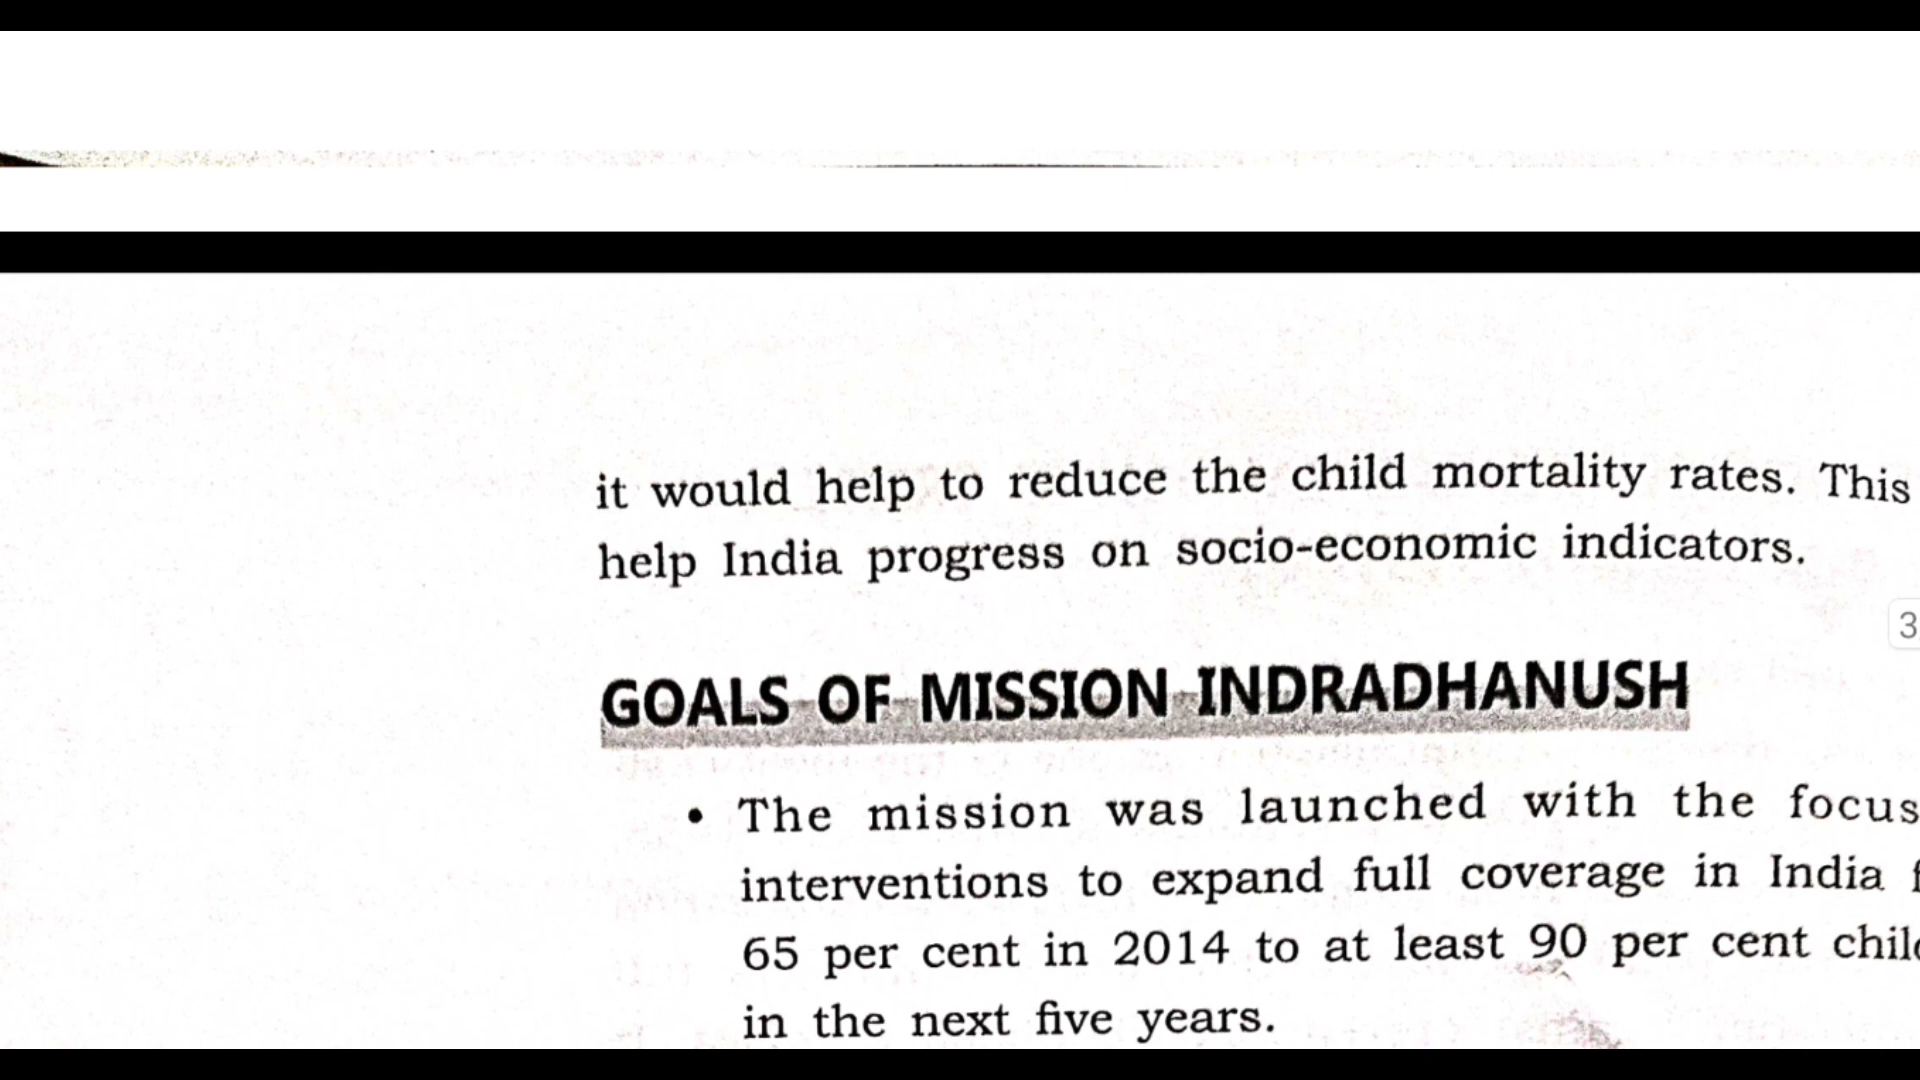 it would help to reduce the child mortality rates. This
help India progress on socio-economic indicators.
3
GOALS OF MISSION INDRADHANUSH
• The mission was launched with the focus
interventions to expand full coverage in India f
65 per cent in 2014 to at least 90 per cent chil
in the next five years.